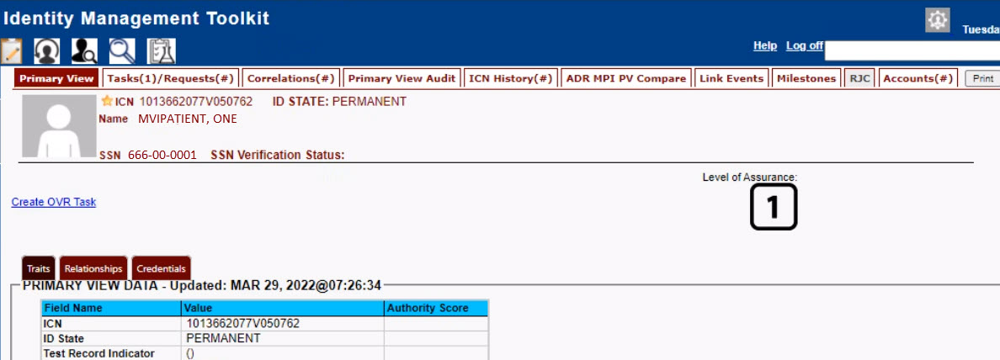 Identity Management Toolkit
Tuesda
Help Log off
Primary View Tasks(1)/Requests(#) Correlations(#) Primary View Audit ICN History(#) ADR MPI PV Compare Link Events Milestones RJC Accounts(#) Print
ICN 1013662077V050762 ID STATE: PERMANENT
Name MVIPATIENT, ONE
SSN 666-00-0001 SSN Verification Status:
Level of Assurance:
1
Create OVR Task
Traits Relationships Credentials
PRIMARY VIEW DATA - Updated: MAR 29, 2022@07:26:34
Field Name Value Authority Score
ICN 1013662077V050762
ID State PERMANENT
Test Record Indicator ()